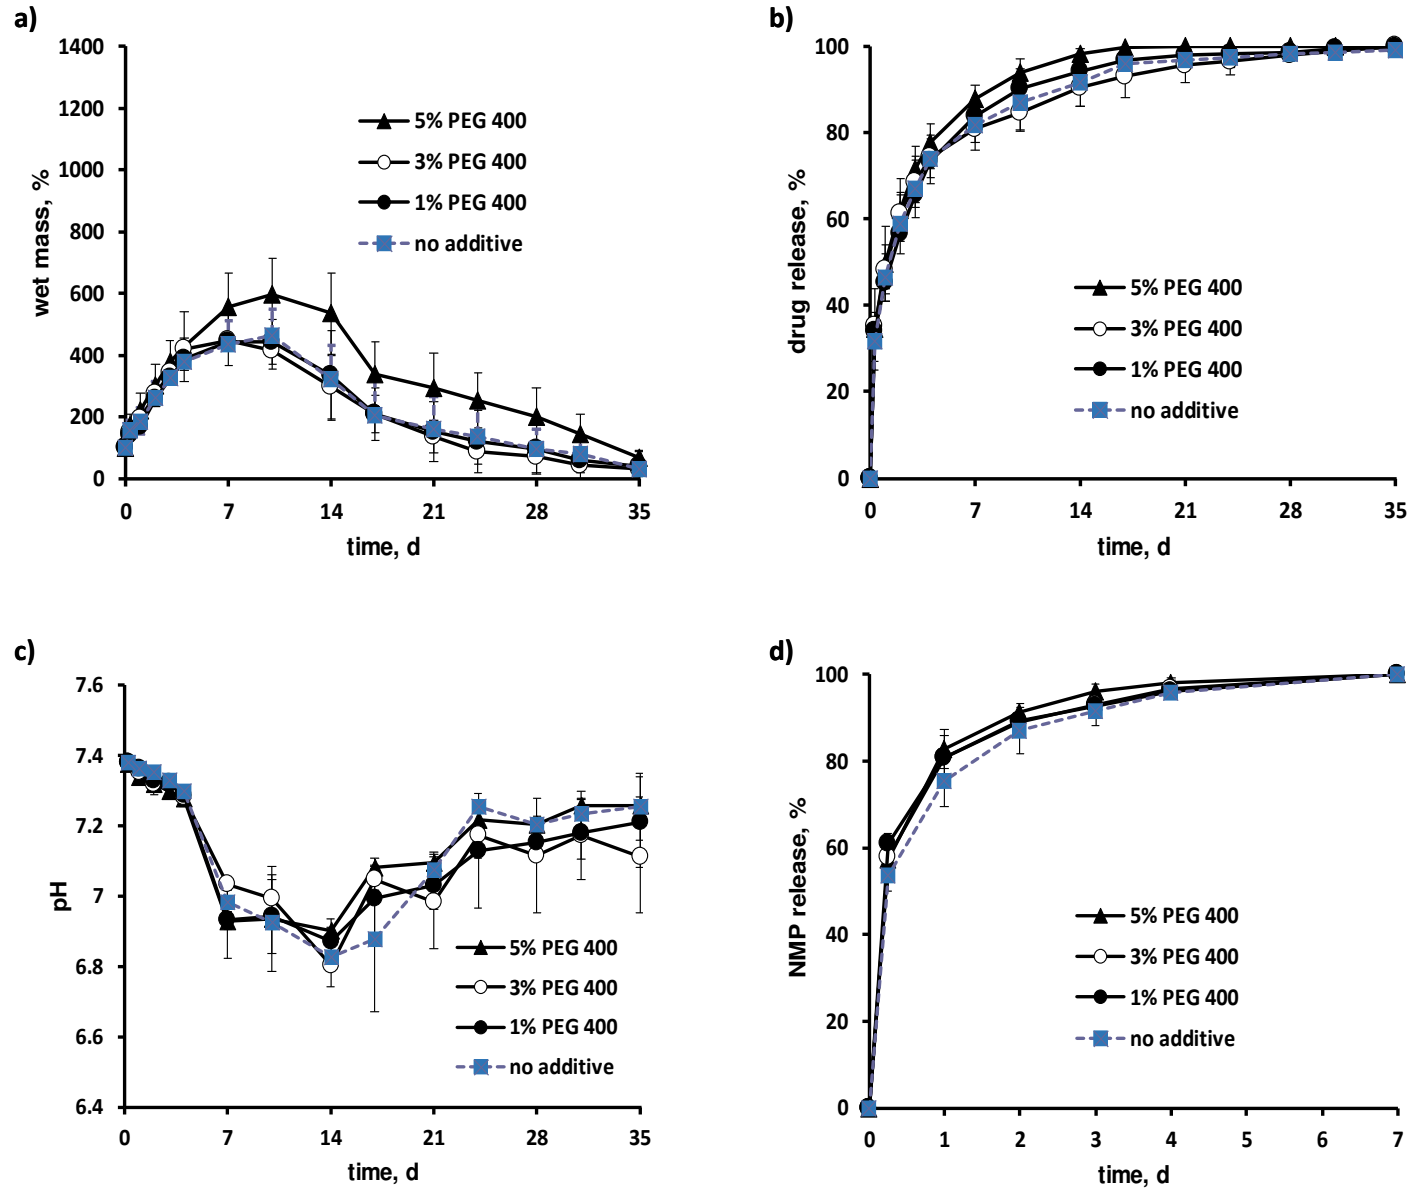 a)
1400
1200
1000
800
600
400
200
0
wet mass, %
5% PEG 400
3% PEG 400
1% PEG 400
no additive
0 7 14 21 28 35
time, d
b)
100
80
60
40
20
0
drug release, %
5% PEG 400
3% PEG 400
1% PEG 400
no additive
0 7 14 21 28 35
time, d
c)
7.6
7.4
7.2
7
6.8
6.6
6.4
pH
5% PEG 400
3% PEG 400
1% PEG 400
no additive
0 7 14 21 28 35
time, d
d)
100
80
60
40
20
0
NMP release, %
5% PEG 400
3% PEG 400
1% PEG 400
no additive
0 1 2 3 4 5 6 7
time, d